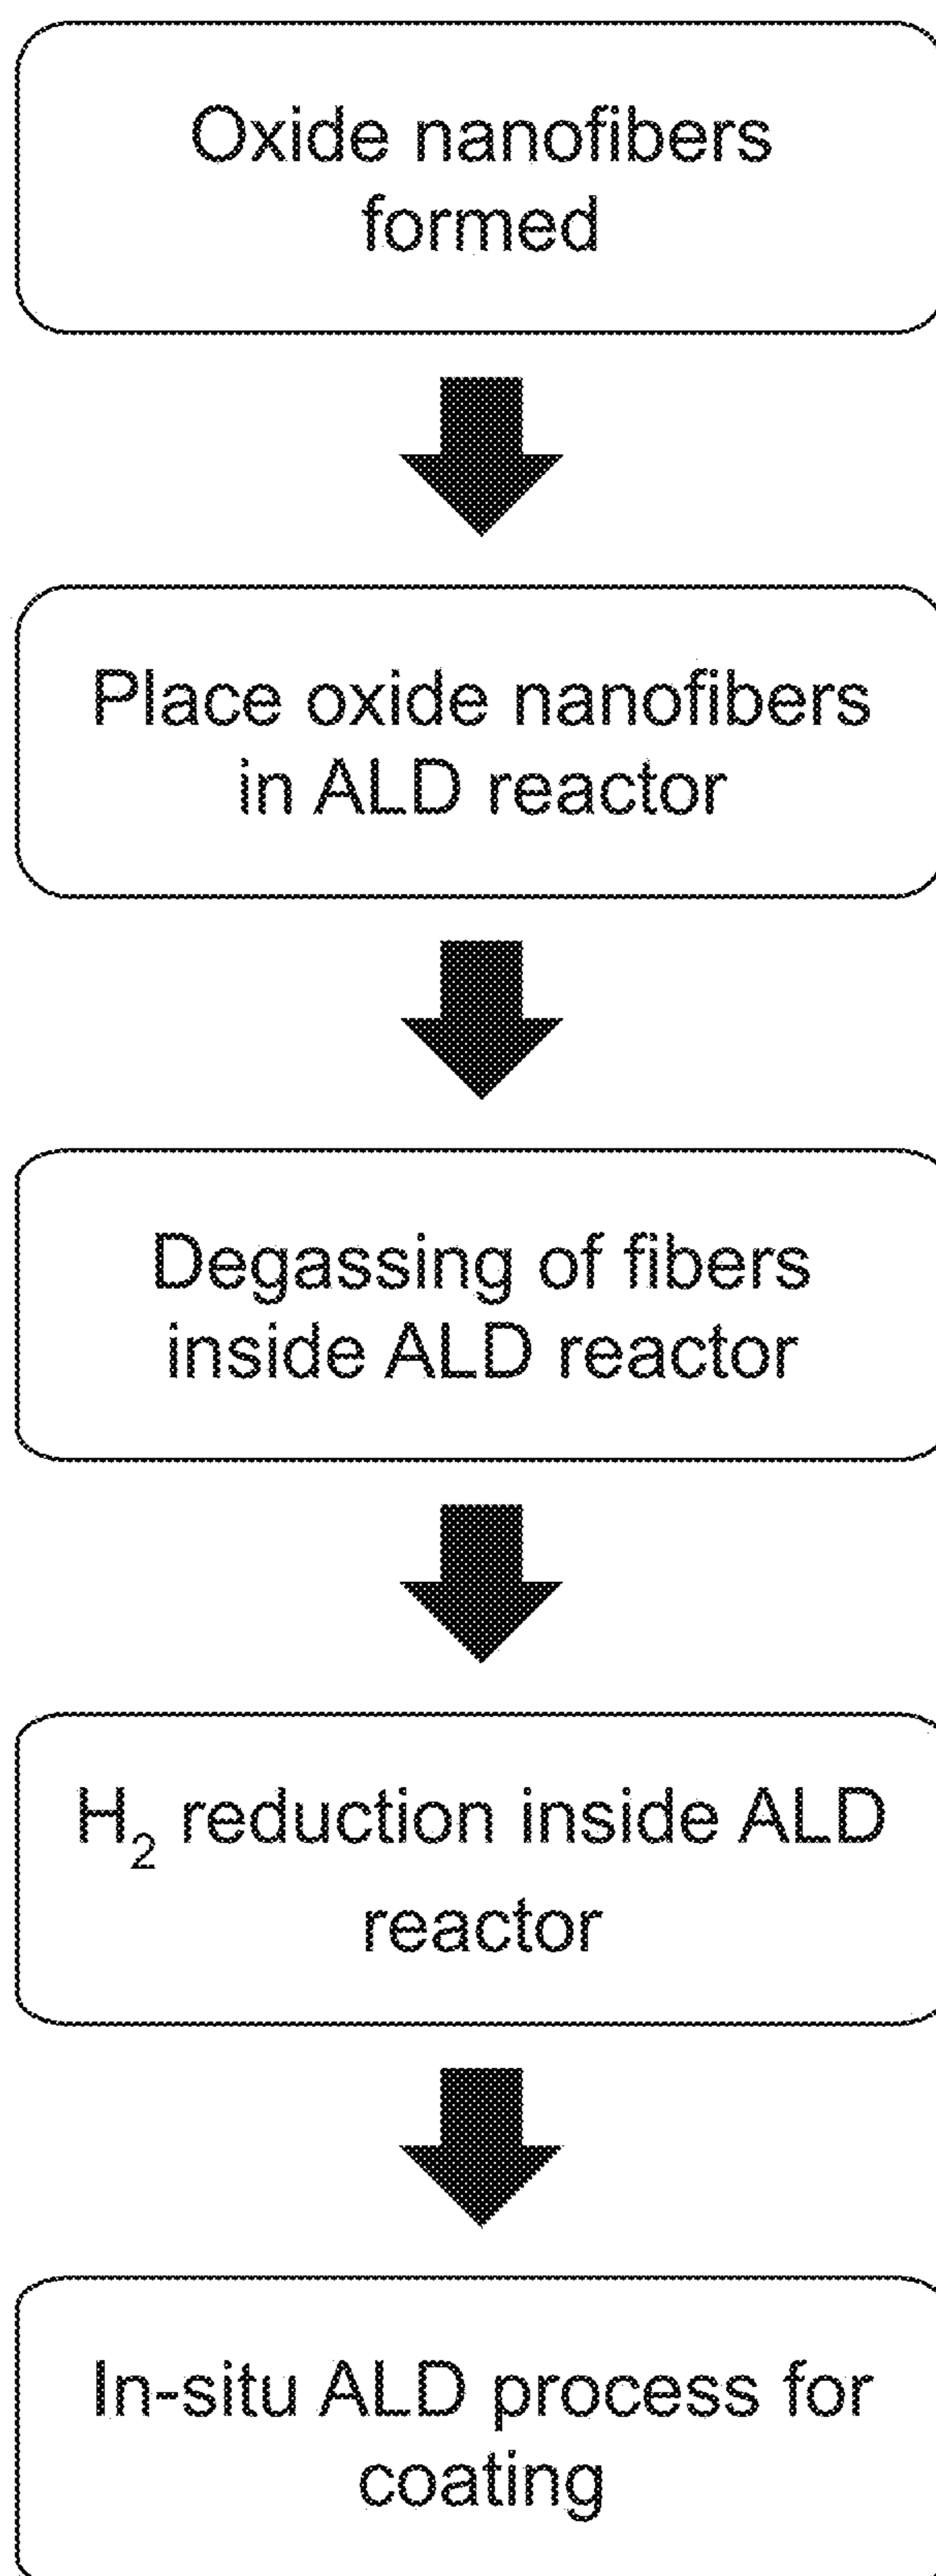 Oxide nanofibers
formed
Place oxide nanofibers
in ALD reactor
Degassing of fibers
inside ALD reactor
H₂ reduction inside ALD
reactor
In-situ ALD process for
coating